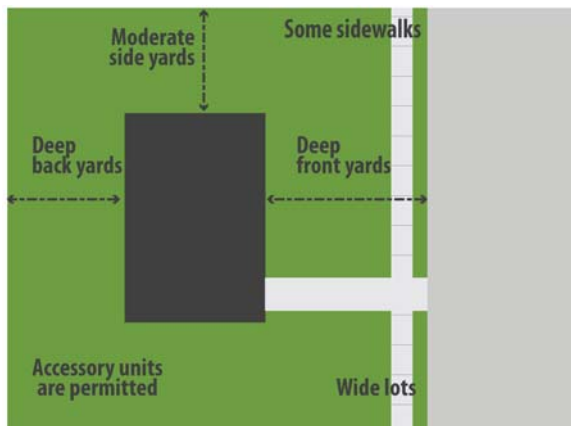 Moderate
side yards
Some sidewalks
Deep
back yards
Deep
front yards
Accessory units
are permitted
Wide lots